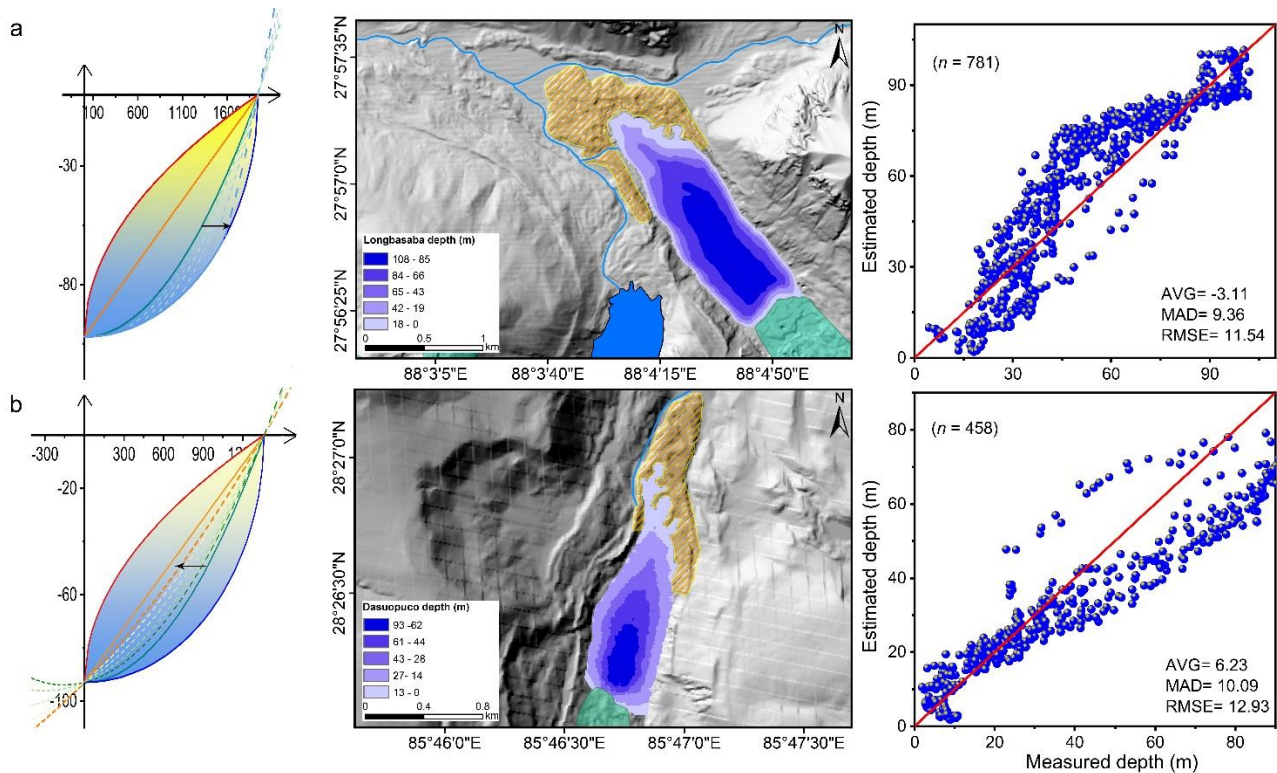 a
100 600 1100 1600
-30
-80
27°57'35"N
27°57'0"N
27°56'25"N
N
Longbasaba depth (m)
108 - 85
84 - 66
65 - 43
42 - 19
18 - 0
0 0.5 1
km
88°3'5"E 88°3'40"E 88°4'15"E 88°4'50"E
Estimated depth (m)
90
60
30
0
(n = 781)
AVG= -3.11
MAD= 9.36
RMSE= 11.54
0 30 60 90
b
-300 300 600 900
-20
-60
-100
28°27'0"N
28°26'30"N
N
Dasuopuco depth (m)
93 -62
61 - 44
43 - 28
27- 14
13 - 0
0 0.4 0.8
km
85°46'0"E 85°46'30"E 85°47'0"E 85°47'30"E
Estimated depth (m)
80
60
40
20
0
(n = 458)
AVG= 6.23
MAD= 10.09
RMSE= 12.93
0 20 40 60 80
Measured depth (m)